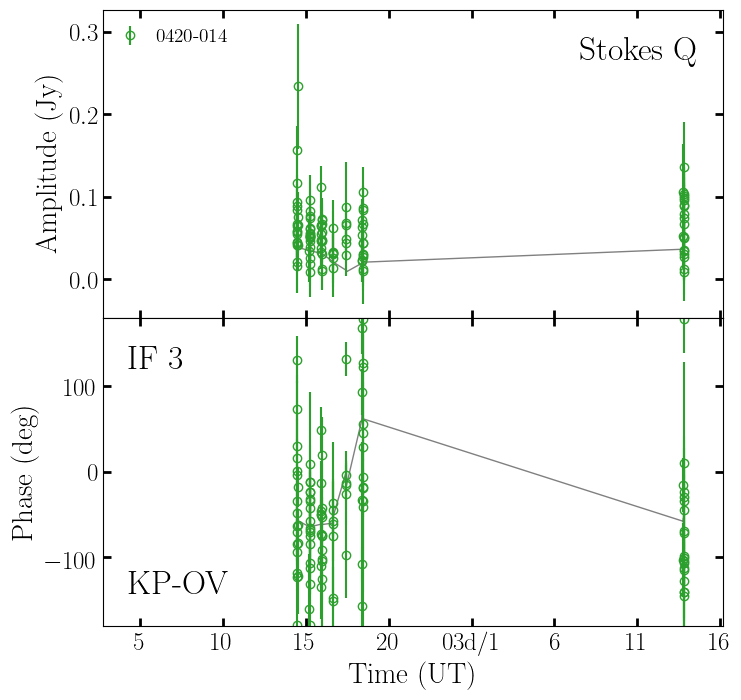 0420-014
Stokes Q
0.3
0.2
0.1
0.0
Amplitude (Jy)
IF 3
100
0
−100
Phase (deg)
KP-OV
5 10 15 20 03d/1 6 11 16
Time (UT)